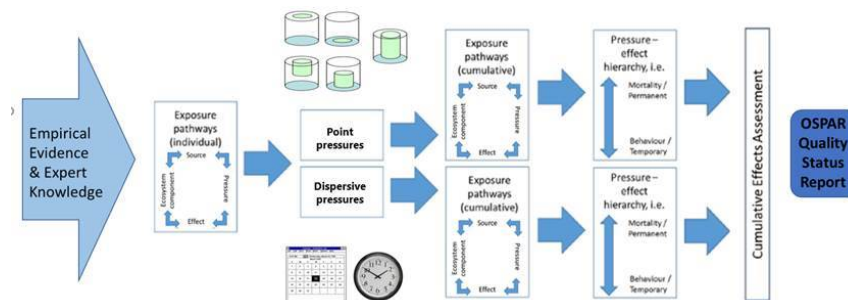 Empirical
Evidence
& Expert
Knowledge
Exposure
pathways
(individual)
Source
Ecosystem
component
Pressure
Effect
Point
pressures
Dispersive
pressures
Exposure
pathways
(cumulative)
Source
Ecosystem
component
Pressure
Effect
Pressure –
effect
hierarchy, i.e.
Mortality /
Permanent
Behaviour /
Temporary
Exposure
pathways
(cumulative)
Source
Ecosystem
component
Pressure
Effect
Pressure –
effect
hierarchy, i.e.
Mortality /
Permanent
Behaviour /
Temporary
Cumulative Effects Assessment
OSPAR
Quality
Status
Report